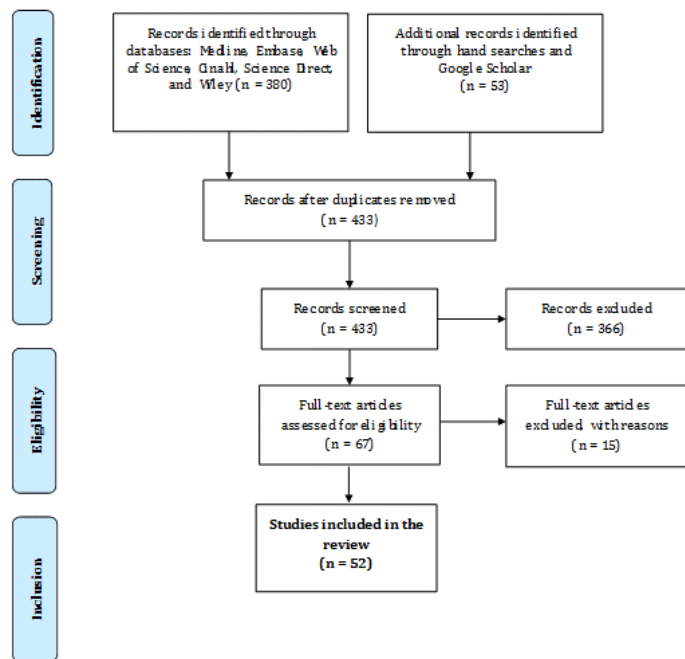 Identification
Records identified through
databases: Medline, Embase, Web
of Science, Cinahl, Science Direct,
and Wiley (n = 380)
Additional records identified
through hand searches and
Google Scholar
(n = 53)
Screening
Records after duplicates removed
(n = 433)
Records screened
(n = 433)
Records excluded
(n = 366)
Eligibility
Full-text articles
assessed for eligibility
(n = 67)
Full-text articles
excluded, with reasons
(n = 15)
Inclusion
Studies included in the
review
(n = 52)